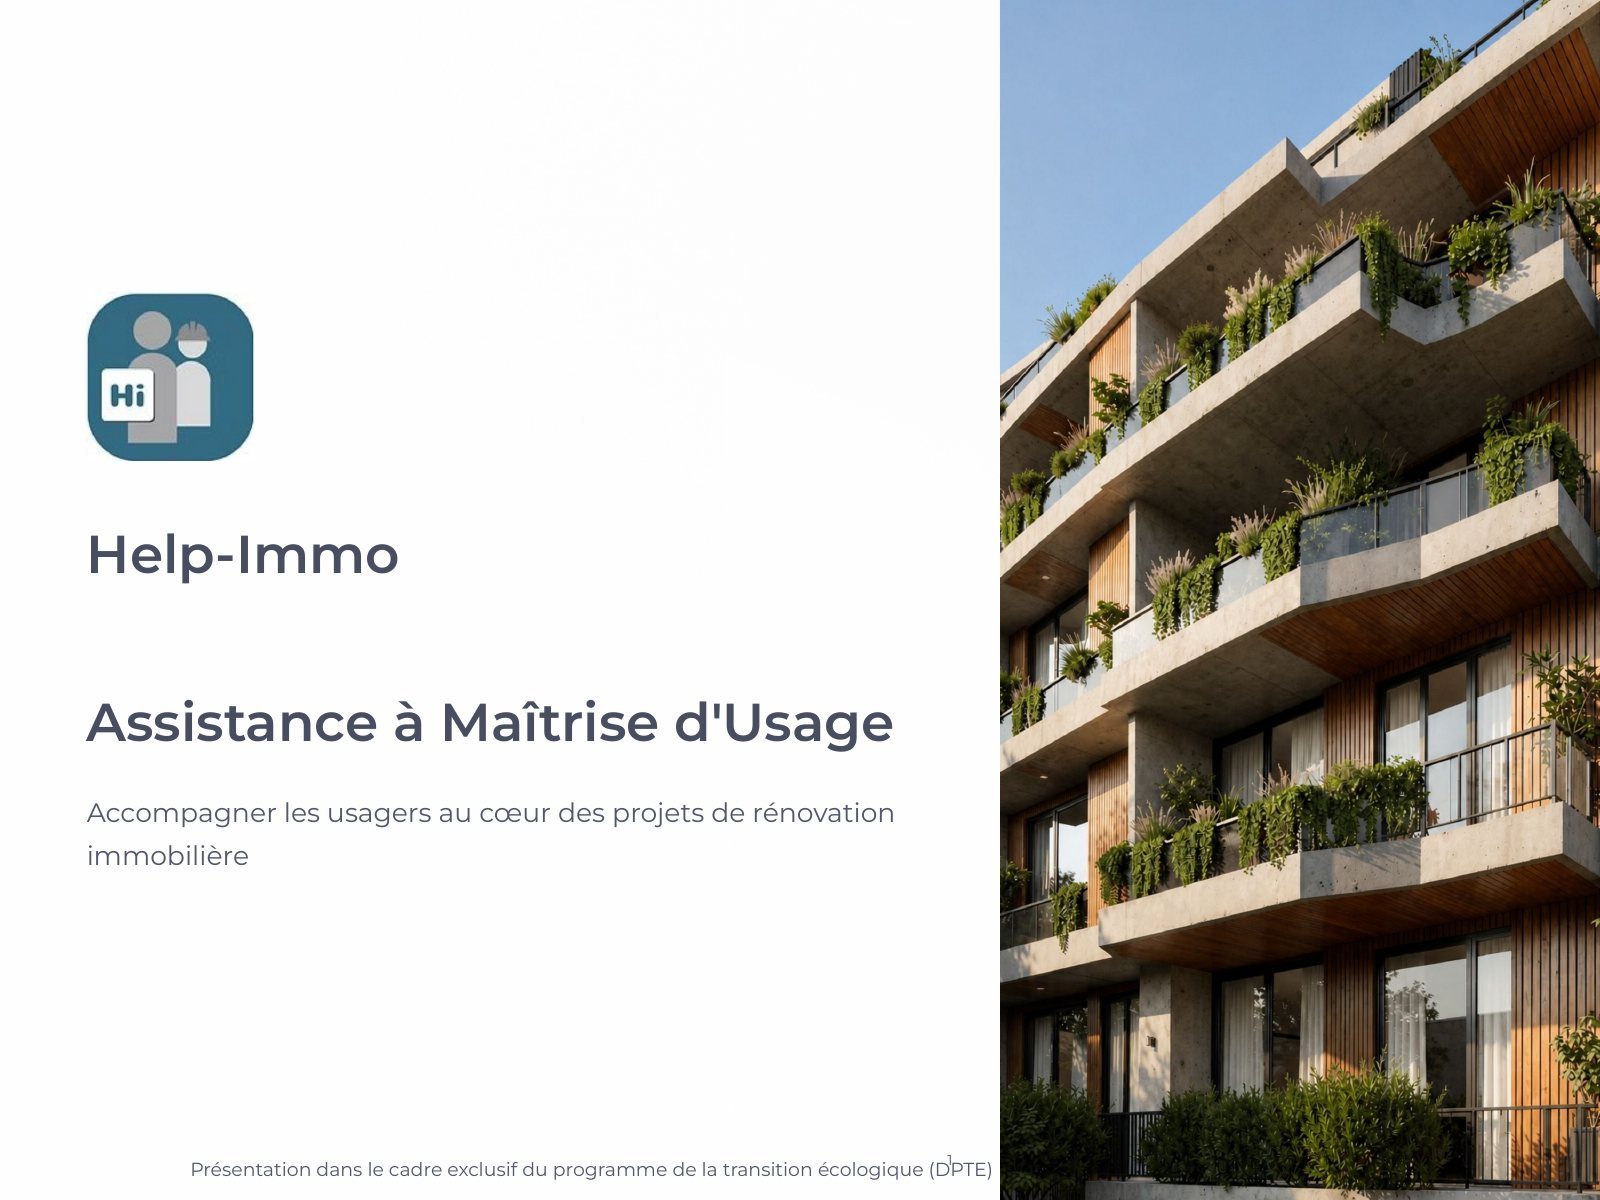 Hi
Help-Immo
Assistance à Maîtrise d'Usage
Accompagner les usagers au cœur des projets de rénovation
immobilière
1
Présentation dans le cadre exclusif du programme de la transition écologique (DPTE)